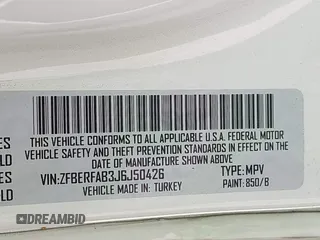 THIS VEHICLE CONFORMS TO ALL APPLICABLE U.S.A. FEDERAL MOTOR
VEHICLE SAFETY AND THEFT PREVENTION STANDARDS IN EFFECT ON THE
DATE OF MANUFACTURE SHOWN ABOVE.
VIN:ZFBERFAB3J6J50426 TYPE: MPV
MADE IN: TURKEY PAINT: 850/B
DREAMBID